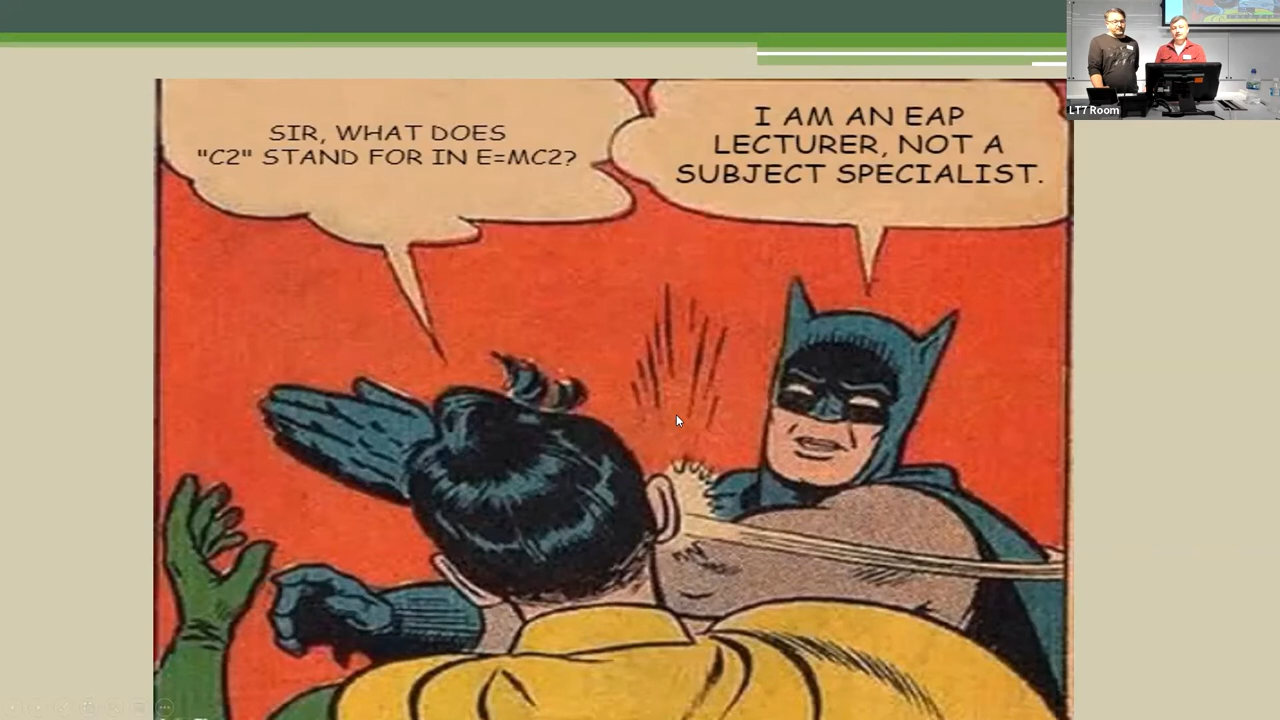 SIR, WHAT DOES
"C2" STAND FOR IN E=MC2?
I AM AN EAP
LECTURER, NOT A
SUBJECT SPECIALIST.
LT7 Room